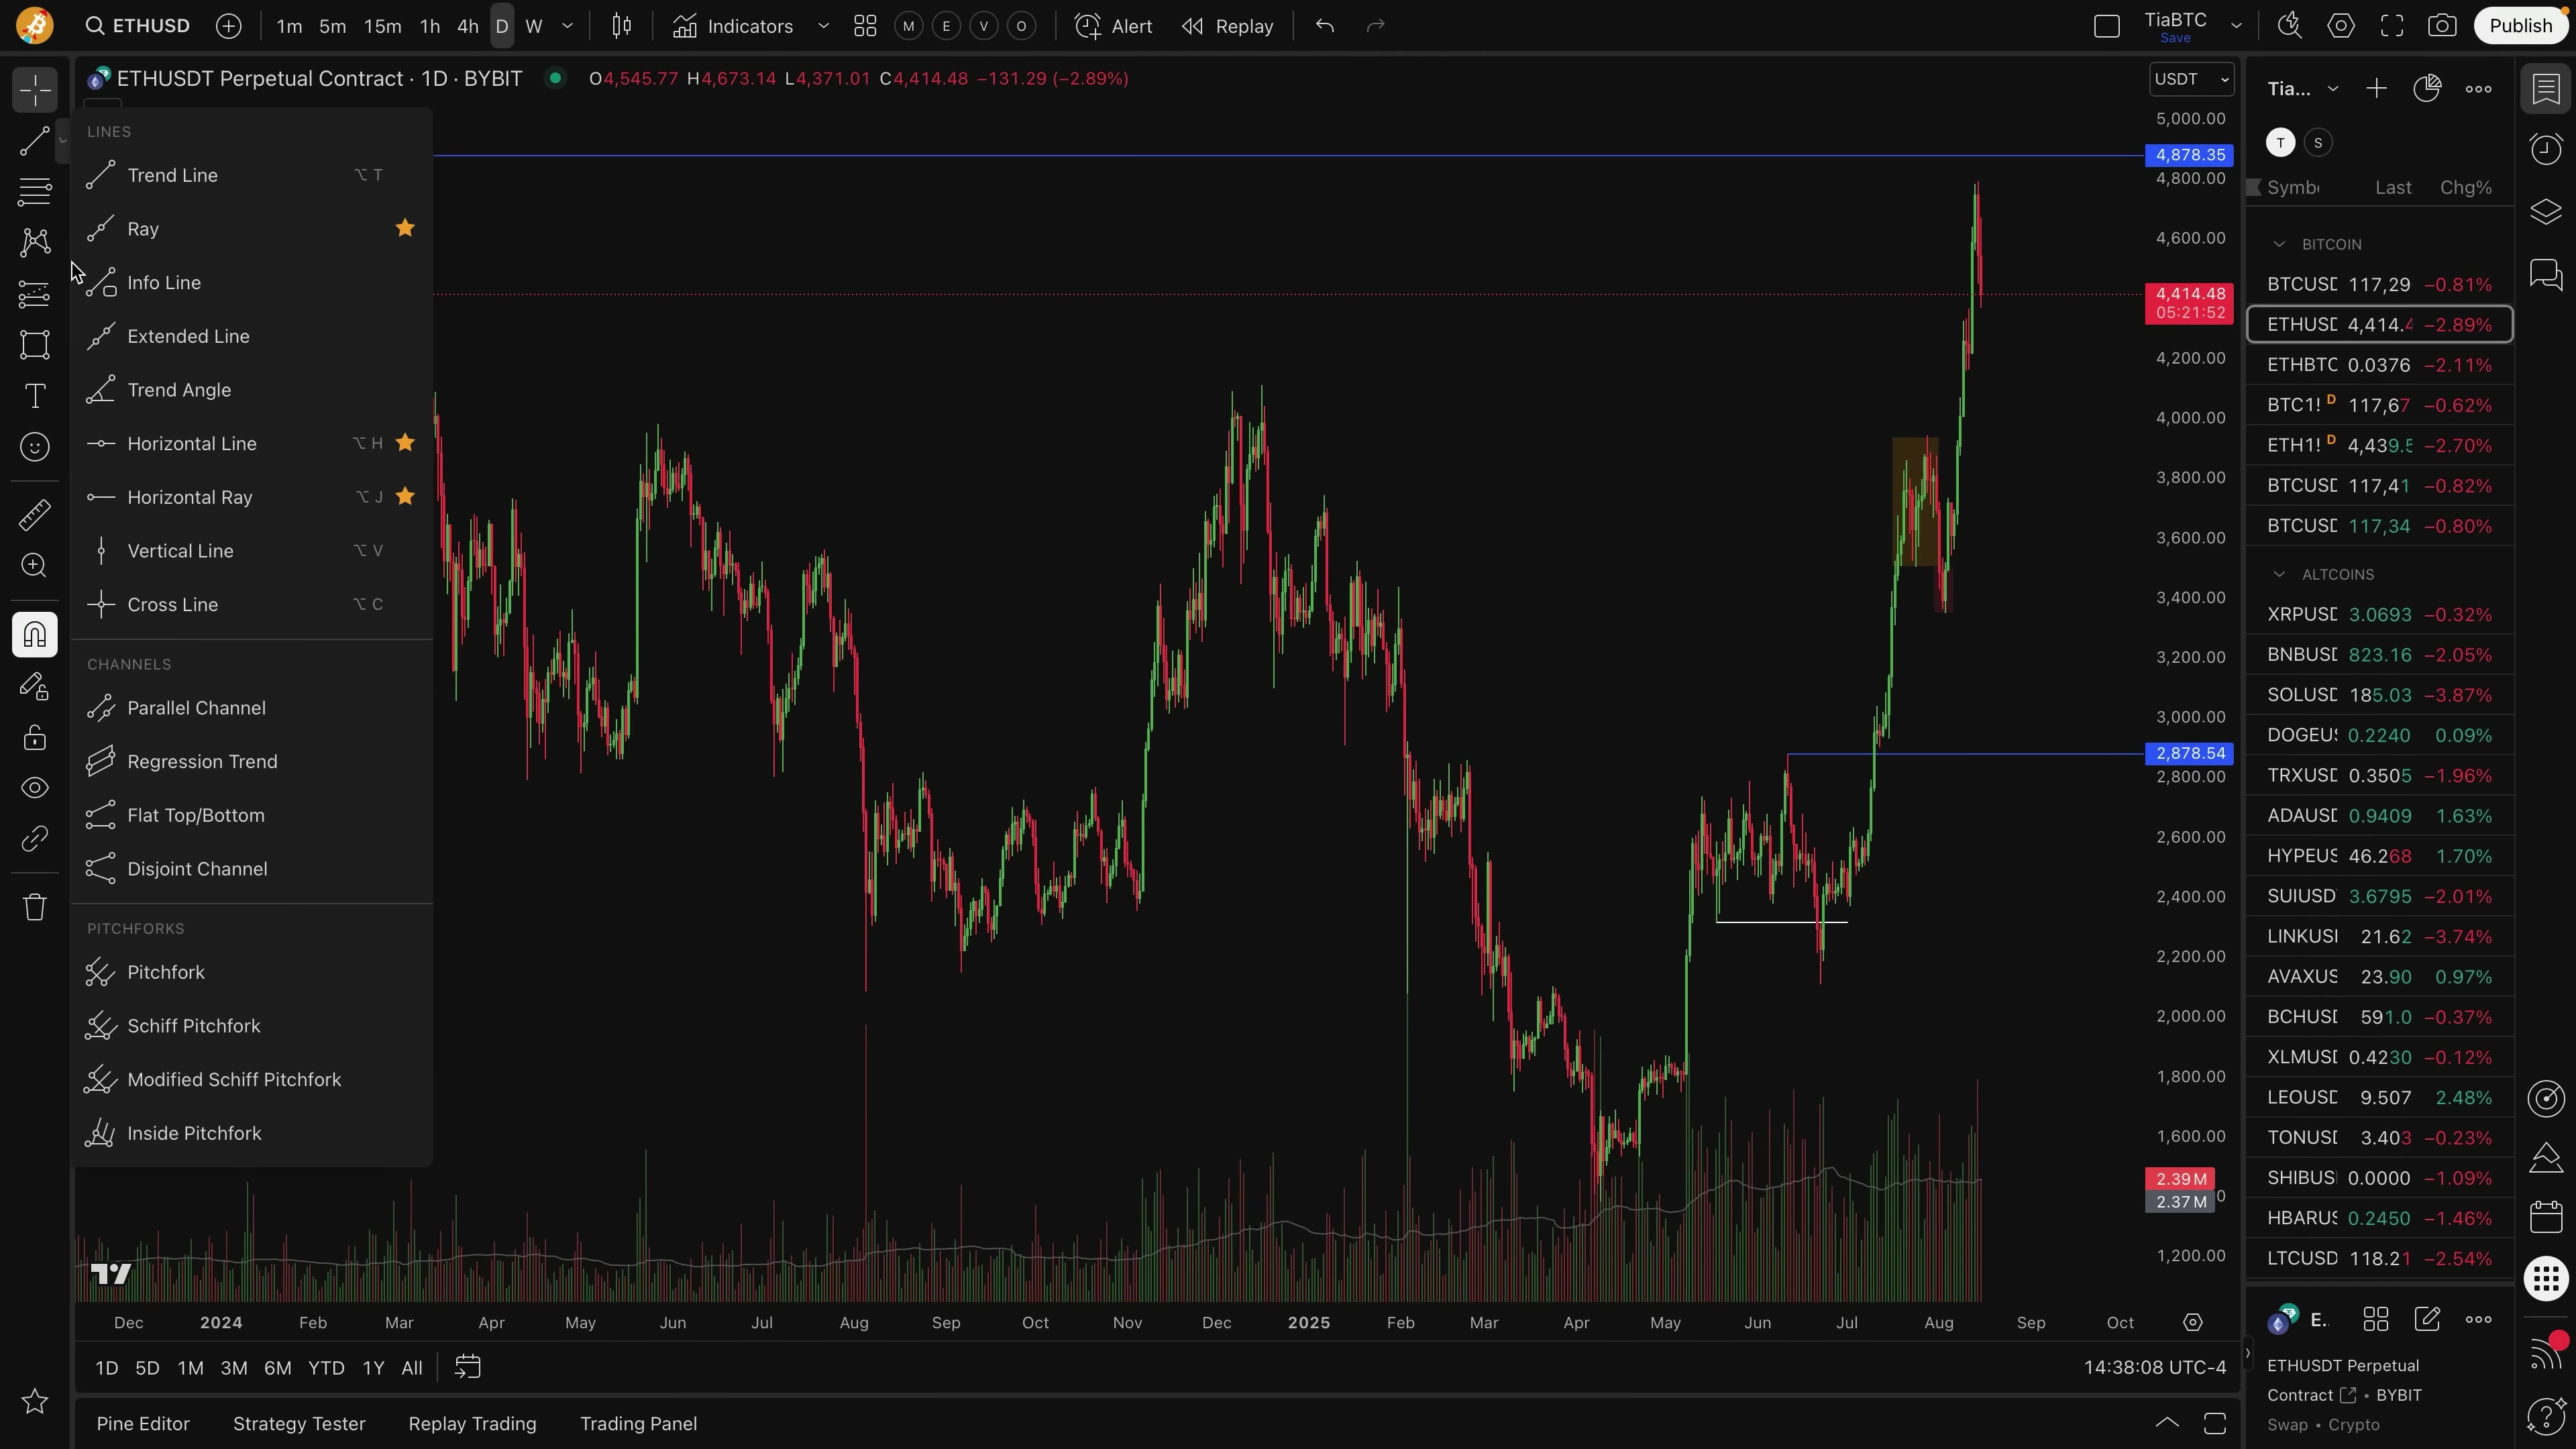 ETHUSD 1m 5m 15m 1h 4h D W Indicators M E V O Alert Replay TiaBTC Save Publish
ETHUSDT Perpetual Contract · 1D · BYBIT O4,545.77 H4,673.14 L4,371.01 C4,414.48 −131.29 (−2.89%) USDT
LINES
Trend Line ⌥ T
Ray
Info Line
Extended Line
Trend Angle
Horizontal Line ⌥ H
Horizontal Ray ⌥ J
Vertical Line ⌥ V
Cross Line ⌥ C
CHANNELS
Parallel Channel
Regression Trend
Flat Top/Bottom
Disjoint Channel
PITCHFORKS
Pitchfork
Schiff Pitchfork
Modified Schiff Pitchfork
Inside Pitchfork
5,000.00
4,878.35
4,800.00
4,600.00
4,414.48
05:21:52
4,200.00
4,000.00
3,800.00
3,600.00
3,400.00
3,200.00
3,000.00
2,878.54
2,800.00
2,600.00
2,400.00
2,200.00
2,000.00
1,800.00
1,600.00
2.39 M
2.37 M 0
1,200.00
Dec 2024 Feb Mar Apr May Jun Jul Aug Sep Oct Nov Dec 2025 Feb Mar Apr May Jun Jul Aug Sep Oct
1D 5D 1M 3M 6M YTD 1Y All 14:38:08 UTC-4
Pine Editor Strategy Tester Replay Trading Trading Panel
Tia...
T S
Symb Last Chg%
BITCOIN
BTCUSD 117,29 −0.81%
ETHUSD 4,414.4 −2.89%
ETHBTC 0.0376 −2.11%
BTC1! D 117,67 −0.62%
ETH1! D 4,439.5 −2.70%
BTCUSD 117,41 −0.82%
BTCUSD 117,34 −0.80%
ALTCOINS
XRPUSD 3.0693 −0.32%
BNBUSD 823.16 −2.05%
SOLUSD 185.03 −3.87%
DOGEUS 0.2240 0.09%
TRXUSD 0.3505 −1.96%
ADAUSD 0.9409 1.63%
HYPEUS 46.268 1.70%
SUIUSD 3.6795 −2.01%
LINKUSD 21.62 −3.74%
AVAXUS 23.90 0.97%
BCHUSD 591.0 −0.37%
XLMUSD 0.4230 −0.12%
LEOUSD 9.507 2.48%
TONUSD 3.403 −0.23%
SHIBUS 0.0000 −1.09%
HBARUS 0.2450 −1.46%
LTCUSD 118.21 −2.54%
E.
ETHUSDT Perpetual
Contract • BYBIT
Swap • Crypto